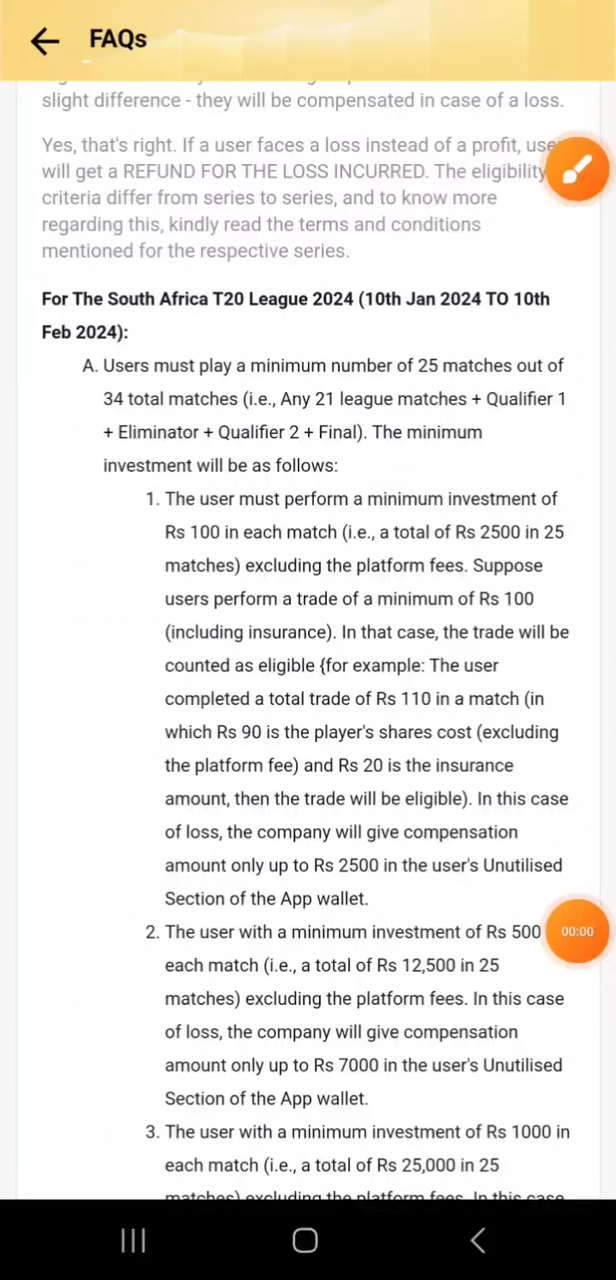 FAQs
slight difference - they will be compensated in case of a loss.
Yes, that's right. If a user faces a loss instead of a profit, use
will get a REFUND FOR THE LOSS INCURRED. The eligibility
criteria differ from series to series, and to know more
regarding this, kindly read the terms and conditions
mentioned for the respective series.
For The South Africa T20 League 2024 (10th Jan 2024 TO 10th
Feb 2024):
A. Users must play a minimum number of 25 matches out of
34 total matches (i.e., Any 21 league matches + Qualifier 1
+ Eliminator + Qualifier 2 + Final). The minimum
investment will be as follows:
1. The user must perform a minimum investment of
Rs 100 in each match (i.e., a total of Rs 2500 in 25
matches) excluding the platform fees. Suppose
users perform a trade of a minimum of Rs 100
(including insurance). In that case, the trade will be
counted as eligible {for example: The user
completed a total trade of Rs 110 in a match (in
which Rs 90 is the player's shares cost (excluding
the platform fee) and Rs 20 is the insurance
amount, then the trade will be eligible). In this case
of loss, the company will give compensation
amount only up to Rs 2500 in the user's Unutilised
Section of the App wallet.
2. The user with a minimum investment of Rs 500
00:00
each match (i.e., a total of Rs 12,500 in 25
matches) excluding the platform fees. In this case
of loss, the company will give compensation
amount only up to Rs 7000 in the user's Unutilised
Section of the App wallet.
3. The user with a minimum investment of Rs 1000 in
each match (i.e., a total of Rs 25,000 in 25
matches) excluding the platform fees. In this case